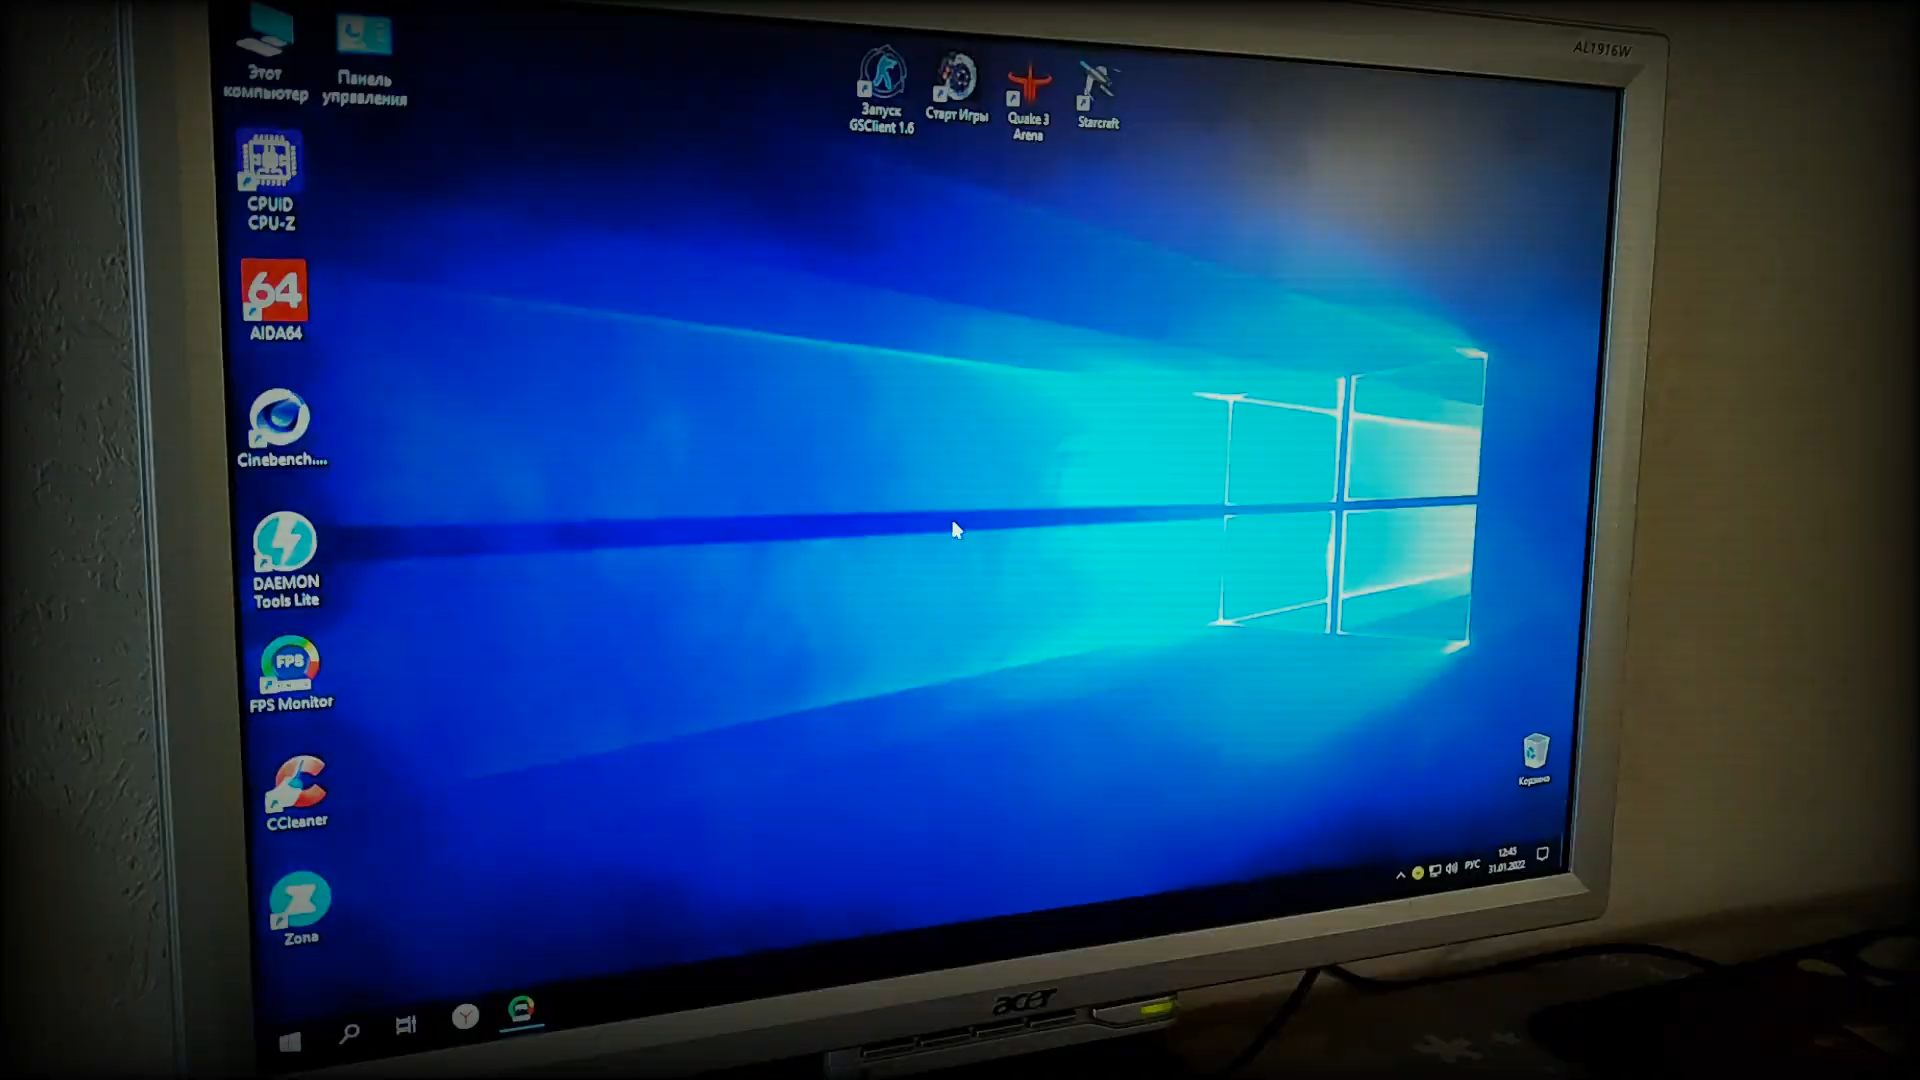 AL1916W
Этот
компьютер
Панель
управления
Запуск
GSClient 1.6
Старт Игры
Quake 3
Arena
Starcraft
CPUID
CPU-Z
64
AIDA64
Cinebench....
DAEMON
Tools Lite
FPS
FPS Monitor
CCleaner
Zona
Корзина
РУС
12:45
31.01.2022
acer